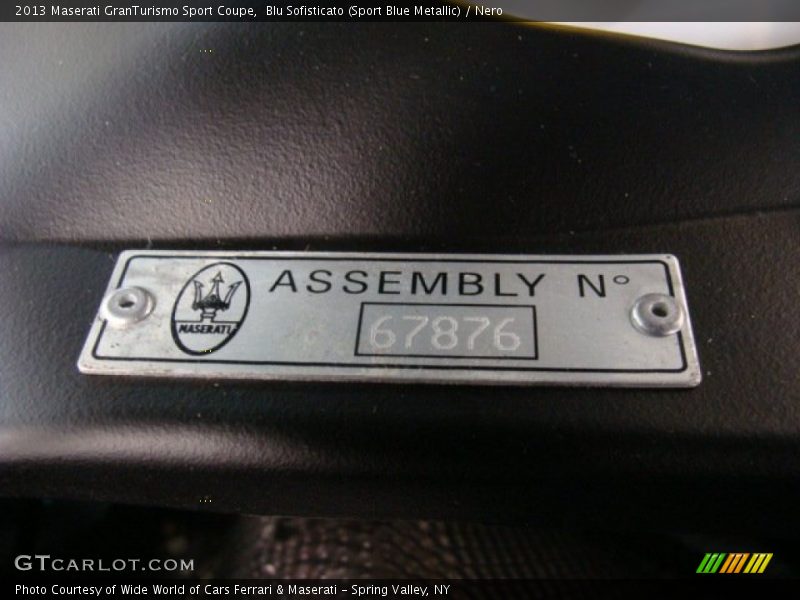 2013 Maserati GranTurismo Sport Coupe, Blu Sofisticato (Sport Blue Metallic) / Nero
ASSEMBLY Nº
MASERATI
67876
GTCARLOT.COM
Photo Courtesy of Wide World of Cars Ferrari & Maserati – Spring Valley, NY